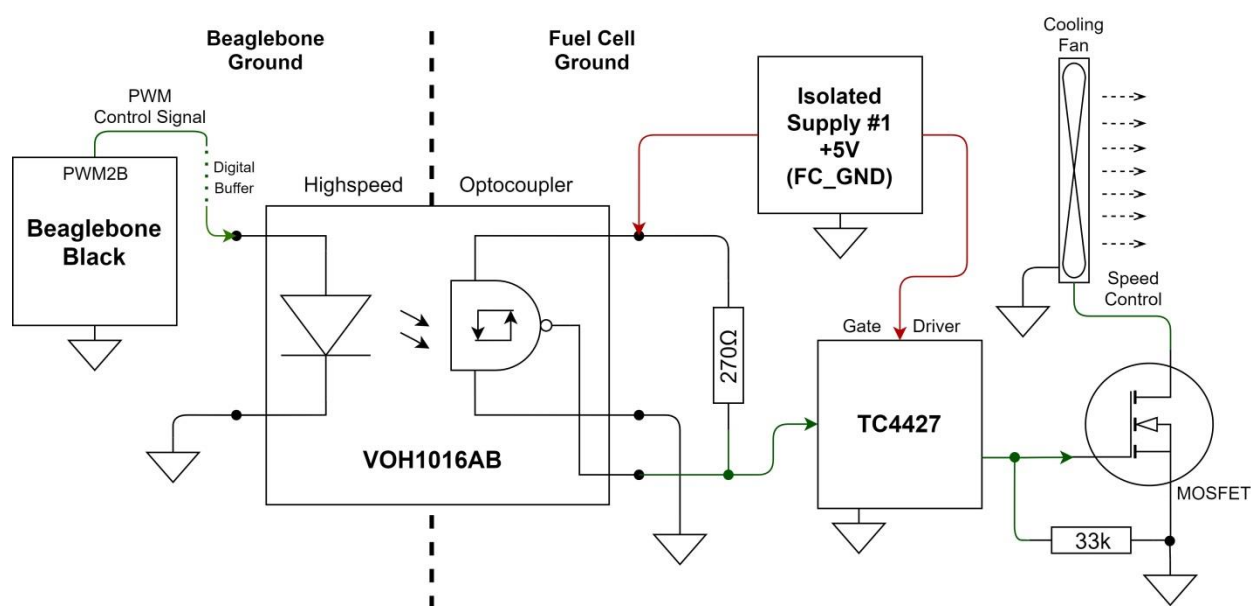 Beaglebone
Ground
Fuel Cell
Ground
Cooling
Fan
PWM
Control Signal
Isolated
Supply #1
+5V
(FC_GND)
PWM2B
Beaglebone
Black
Digital
Buffer
Highspeed
Optocoupler
Speed
Control
Gate
Driver
270Ω
TC4427
VOH1016AB
MOSFET
33k